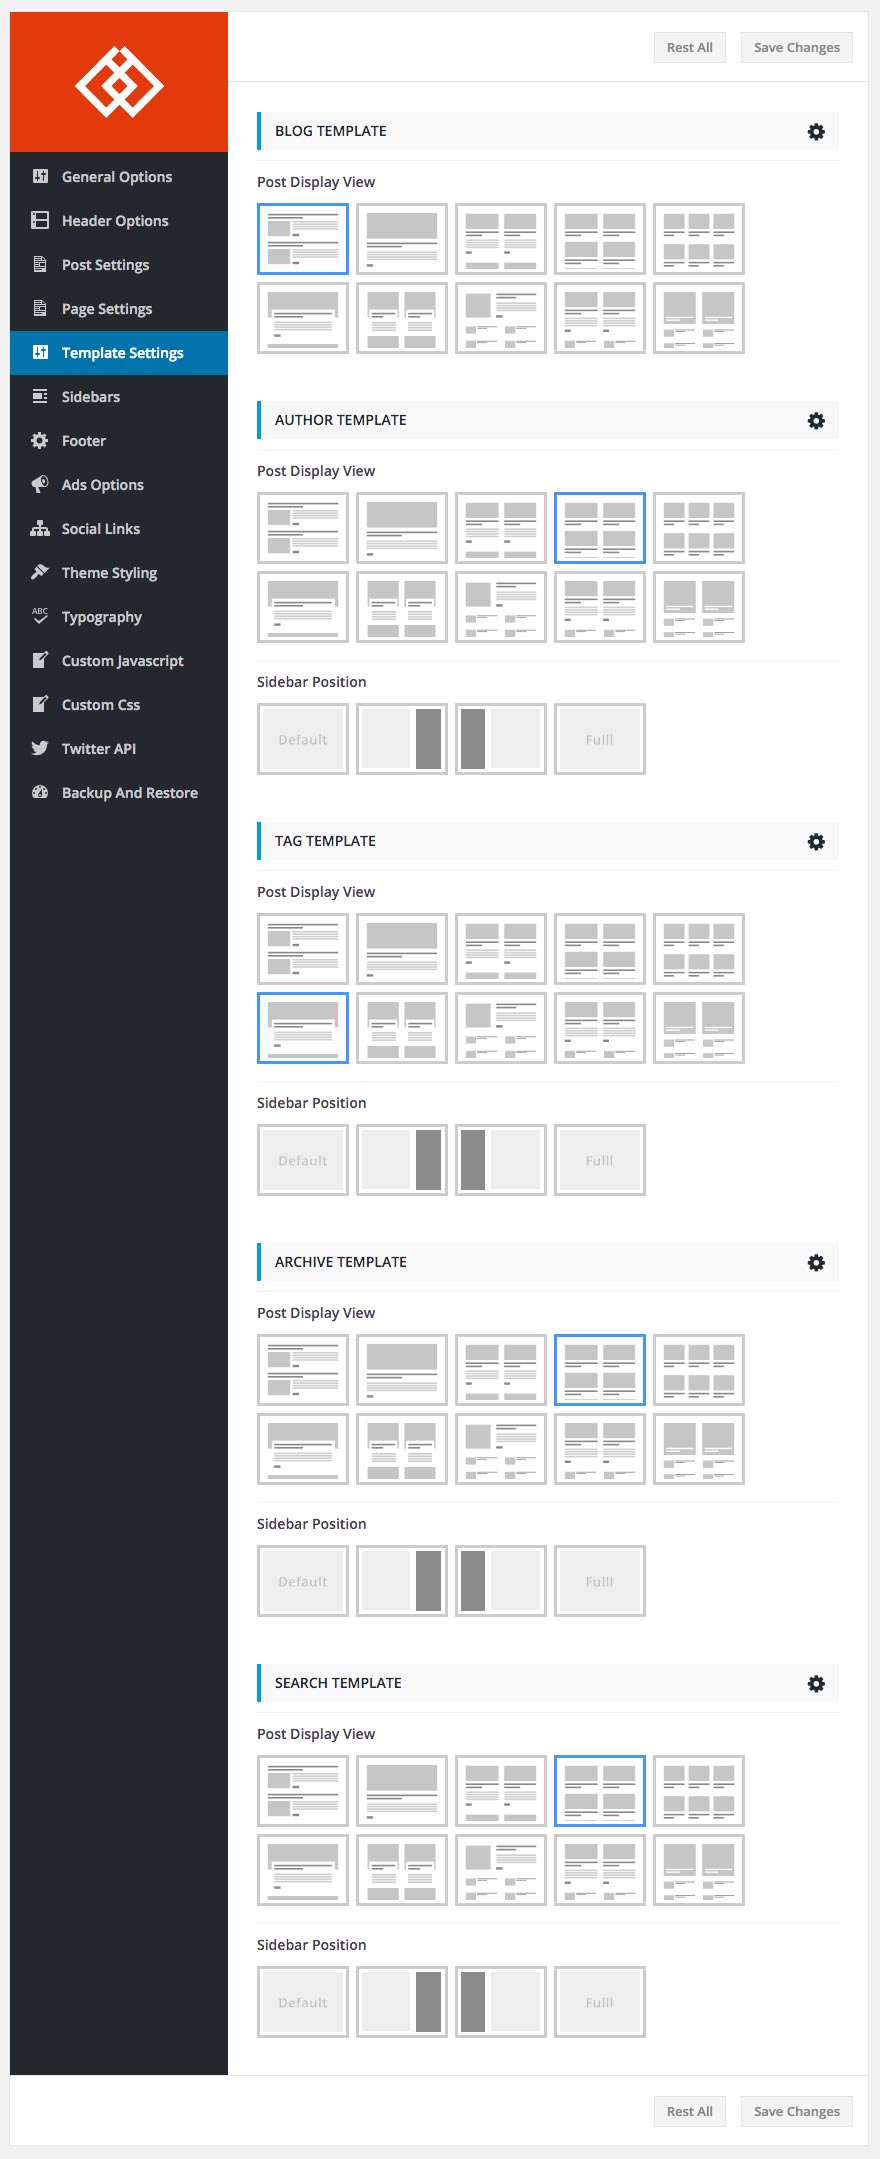 Rest All
Save Changes
General Options
Header Options
Post Settings
Page Settings
Template Settings
Sidebars
Footer
Ads Options
Social Links
Theme Styling
ABC
Typography
Custom Javascript
Custom Css
Twitter API
Backup And Restore
BLOG TEMPLATE
Post Display View
AUTHOR TEMPLATE
Post Display View
Sidebar Position
Default
Fulll
TAG TEMPLATE
Post Display View
Sidebar Position
Default
Fulll
ARCHIVE TEMPLATE
Post Display View
Sidebar Position
Default
Fulll
SEARCH TEMPLATE
Post Display View
Sidebar Position
Default
Fulll
Rest All
Save Changes